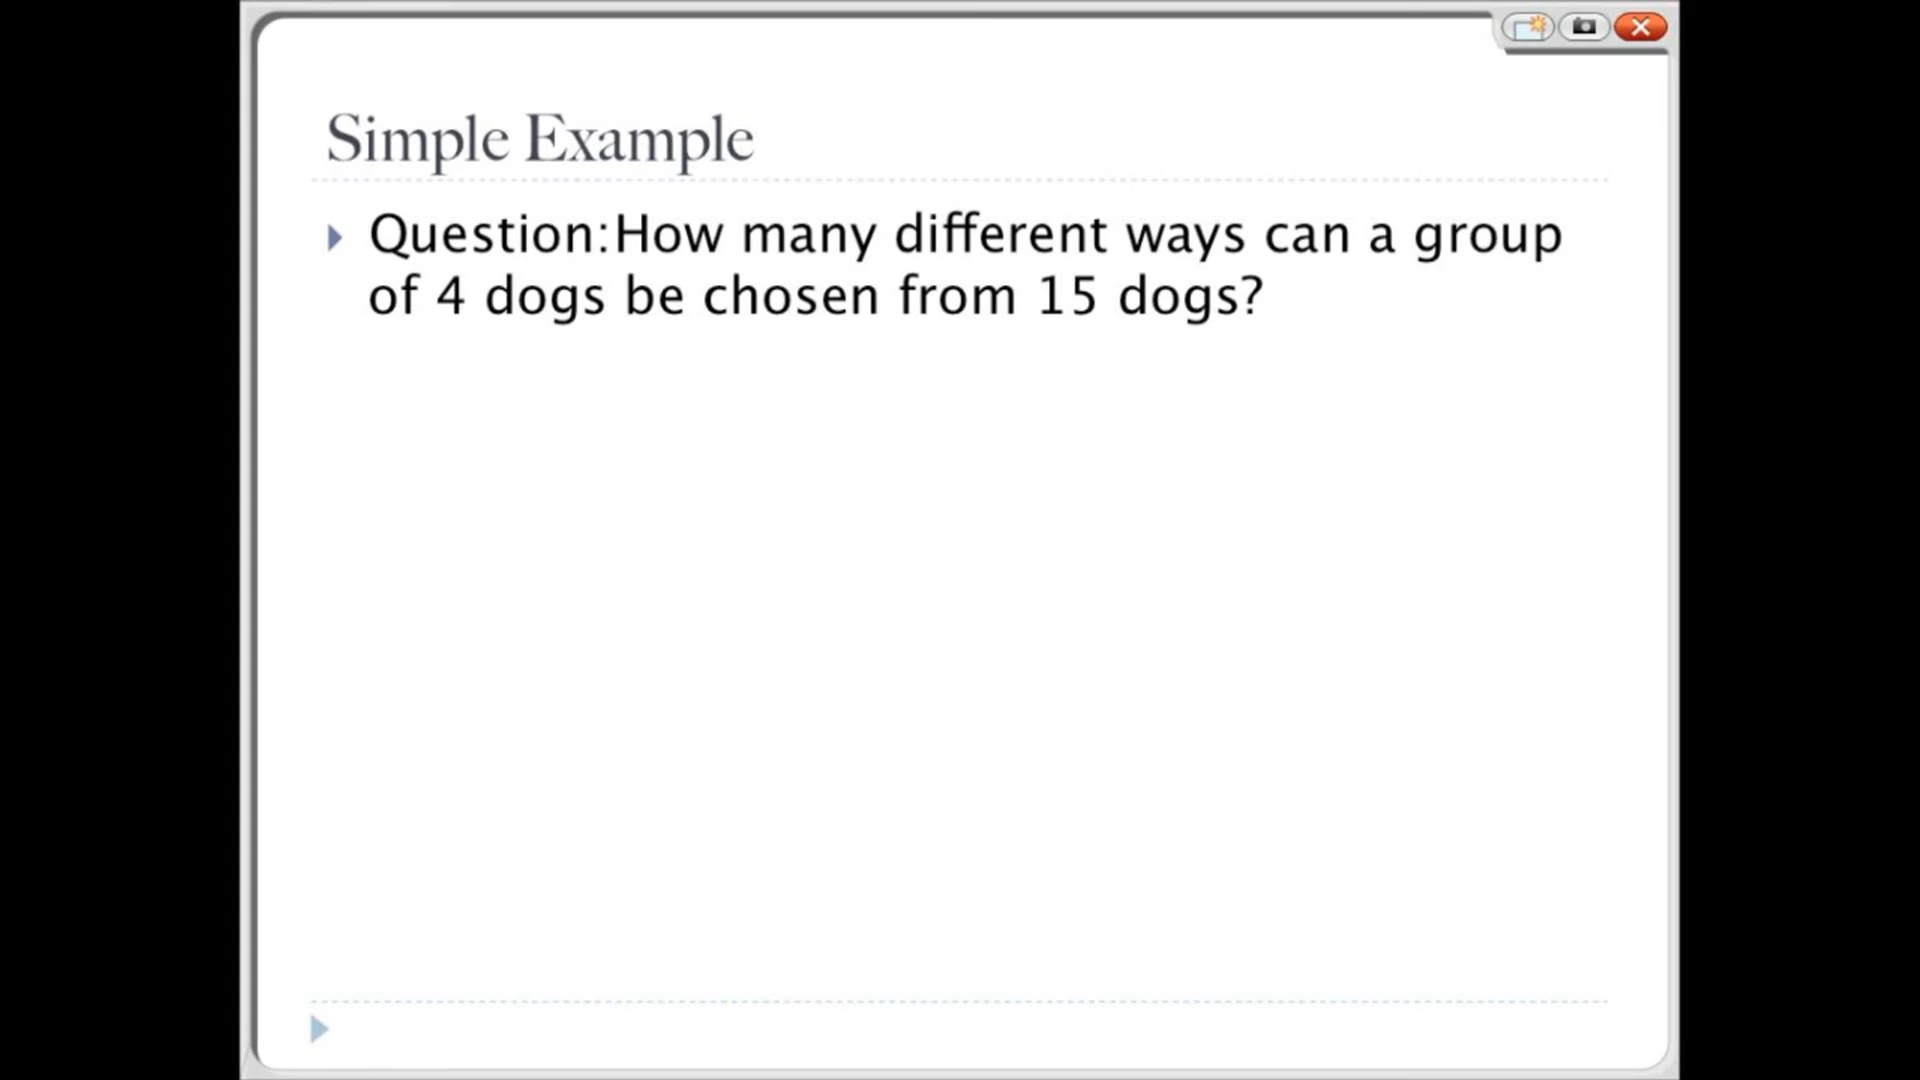 Simple Example
Question:How many different ways can a group
of 4 dogs be chosen from 15 dogs?